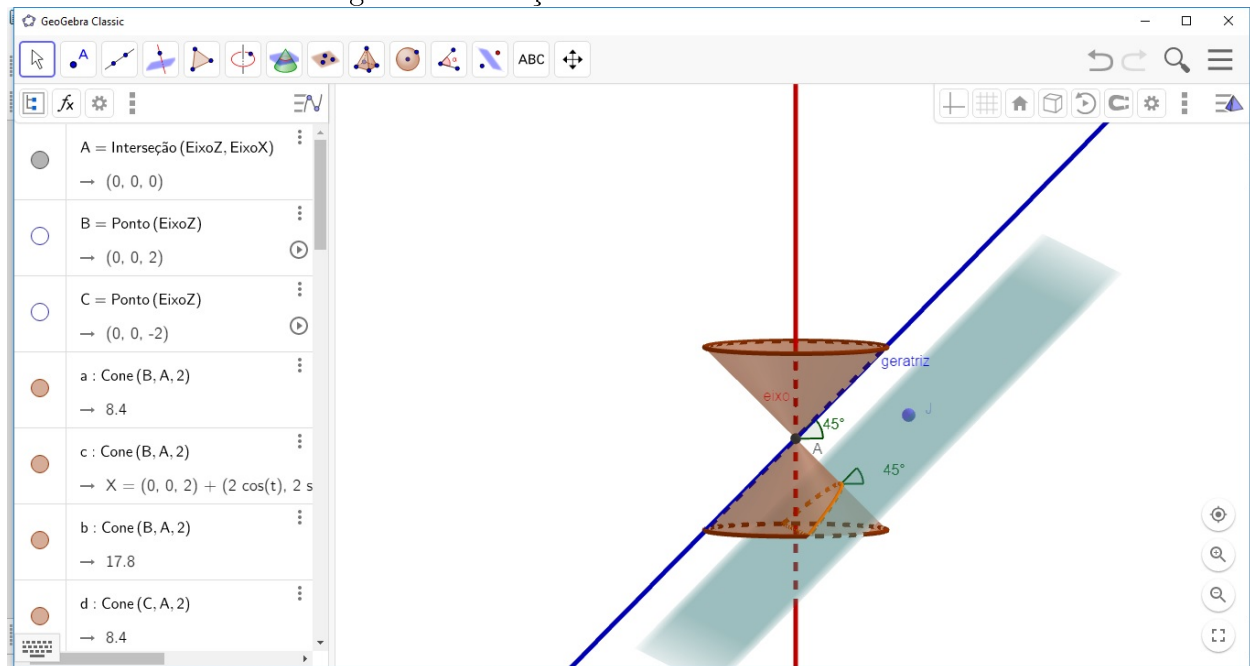 GeoGebra Classic
ABC
fx
A = Interseção (EixoZ, EixoX)
→ (0, 0, 0)
B = Ponto (EixoZ)
→ (0, 0, 2)
C = Ponto (EixoZ)
→ (0, 0, -2)
a : Cone (B, A, 2)
→ 8.4
c : Cone (B, A, 2)
→ X = (0, 0, 2) + (2 cos(t), 2 s
b : Cone (B, A, 2)
→ 17.8
d : Cone (C, A, 2)
→ 8.4
geratriz
eixo
J
45°
A
45°